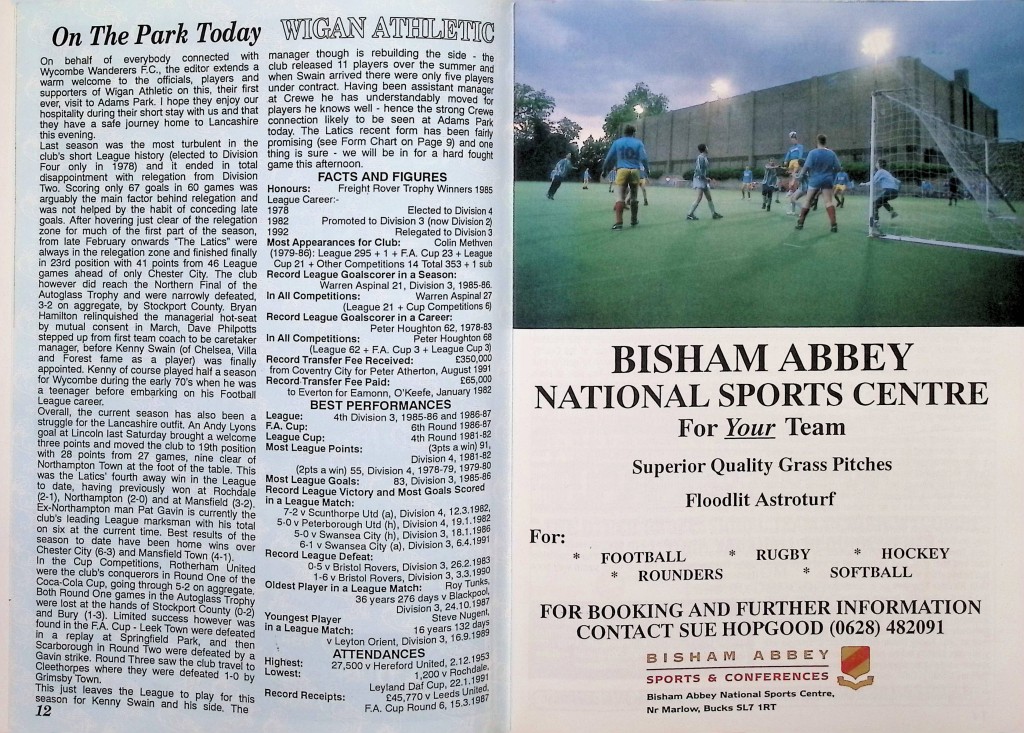 On The Park Today
WIGAN ATHLETIC
On behalf of everybody connected with
Wycombe Wanderers F.C., the editor extends a
warm welcome to the officials, players and
supporters of Wigan Athletic on this, their first
ever, visit to Adams Park. I hope they enjoy our
hospitality during their short stay with us and that
they have a safe journey home to Lancashire
this evening.
Last season was the most turbulent in the
club's short League history (elected to Division
Four only in 1978) and it ended in total
disappointment with relegation from Division
Two. Scoring only 67 goals in 60 games was
arguably the main factor behind relegation and
was not helped by the habit of conceding late
goals. After hovering just clear of the relegation
zone for much of the first part of the season,
from late February onwards "The Latics" were
always in the relegation zone and finished finally
in 23rd position with 41 points from 46 League
games ahead of only Chester City. The club
however did reach the Northern Final of the
Autoglass Trophy and were narrowly defeated,
3-2 on aggregate, by Stockport County. Bryan
Hamilton relinquished the managerial hot-seat
by mutual consent in March, Dave Philpotts
stepped up from first team coach to be caretaker
manager, before Kenny Swain (of Chelsea, Villa
and Forest fame as a player) was finally
appointed. Kenny of course played half a season
for Wycombe during the early 70's when he was
a teenager before embarking on his Football
League career.
Overall, the current season has also been a
struggle for the Lancashire outfit. An Andy Lyons
goal at Lincoln last Saturday brought a welcome
three points and moved the club to 19th position
with 28 points from 27 games, nine clear of
Northampton Town at the foot of the table. This
was the Latics' fourth away win in the League
to date, having previously won at Rochdale
(2-1), Northampton (2-0) and at Mansfield (3-2).
Ex-Northampton man Pat Gavin is currently the
club's leading League marksman with his total
on six at the current time. Best results of the
season to date have been home wins over
Chester City (6-3) and Mansfield Town (4-1).
In the Cup Competitions, Rotherham United
were the club's conquerors in Round One of the
Coca-Cola Cup, going through 5-2 on aggregate.
Both Round One games in the Autoglass Trophy
were lost at the hands of Stockport County (0-2)
and Bury (1-3). Limited success however was
found in the F.A. Cup - Leek Town were defeated
in a replay at Springfield Park, and then
Scarborough in Round Two were defeated by a
Gavin strike. Round Three saw the club travel to
Cleethorpes where they were defeated 1-0 by
Grimsby Town.
This just leaves the League to play for this
season for Kenny Swain and his side. The
12
manager though is rebuilding the side - the
club released 11 players over the summer and
when Swain arrived there were only five players
under contract. Having been assistant manager
at Crewe he has understandably moved for
players he knows well - hence the strong Crewe
connection likely to be seen at Adams Park
today. The Latics recent form has been fairly
promising (see Form Chart on Page 9) and one
thing is sure - we will be in for a hard fought
game this afternoon.
FACTS AND FIGURES
Honours: Freight Rover Trophy Winners 1985
League Career:-
1978 Elected to Division 4
1982 Promoted to Division 3 (now Division 2)
1992 Relegated to Division 3
Most Appearances for Club: Colin Methven
(1979-86): League 295 + 1 + F.A. Cup 23 + League
Cup 21 + Other Competitions 14 Total 353 + 1 sub
Record League Goalscorer in a Season:
Warren Aspinal 21, Division 3, 1985-86.
In All Competitions: Warren Aspinal 27
(League 21 + Cup Competitions 6)
Record League Goalscorer in a Career:
Peter Houghton 62, 1978-83
In All Competitions: Peter Houghton 68
(League 62 + F.A. Cup 3 + League Cup 3)
Record Transfer Fee Received: £350,000
from Coventry City for Peter Atherton, August 1991
Record Transfer Fee Paid: £65,000
to Everton for Eamonn, O'Keefe, January 1982
BEST PERFORMANCES
League: 4th Division 3, 1985-86 and 1986-87
F.A. Cup: 6th Round 1986-87
League Cup: 4th Round 1981-82
Most League Points: (3pts a win) 91,
Division 4, 1981-82
(2pts a win) 55, Division 4, 1978-79, 1979-80
Most League Goals: 83, Division 3, 1985-86
Record League Victory and Most Goals Scored
in a League Match:
7-2 v Scunthorpe Utd (a), Division 4, 12.3.1982,
5-0 v Peterborough Utd (h), Division 4, 19.1.1982
5-0 v Swansea City (h), Division 3, 18.1.1986
6-1 v Swansea City (a), Division 3, 6.4.1991
Record League Defeat:
0-5 v Bristol Rovers, Division 3, 26.2.1983
1-6 v Bristol Rovers, Division 3, 3.3.1990
Oldest Player in a League Match: Roy Tunks,
36 years 276 days v Blackpool,
Division 3, 24.10.1987
Youngest Player Steve Nugent,
in a League Match: 16 years 132 days
v Leyton Orient, Division 3, 16.9.1989
ATTENDANCES
Highest: 27,500 v Hereford United, 2.12.1953
Lowest: 1,200 v Rochdale,
Leyland Daf Cup, 22.1.1991
Record Receipts: £45,770 v Leeds United,
F.A. Cup Round 6, 15.3.1987
BISHAM ABBEY
NATIONAL SPORTS CENTRE
For Your Team
Superior Quality Grass Pitches
Floodlit Astroturf
For:
* FOOTBALL * RUGBY * HOCKEY
* ROUNDERS * SOFTBALL
FOR BOOKING AND FURTHER INFORMATION
CONTACT SUE HOPGOOD (0628) 482091
BISHAM ABBEY
SPORTS & CONFERENCES
Bisham Abbey National Sports Centre,
Nr Marlow, Bucks SL7 1RT